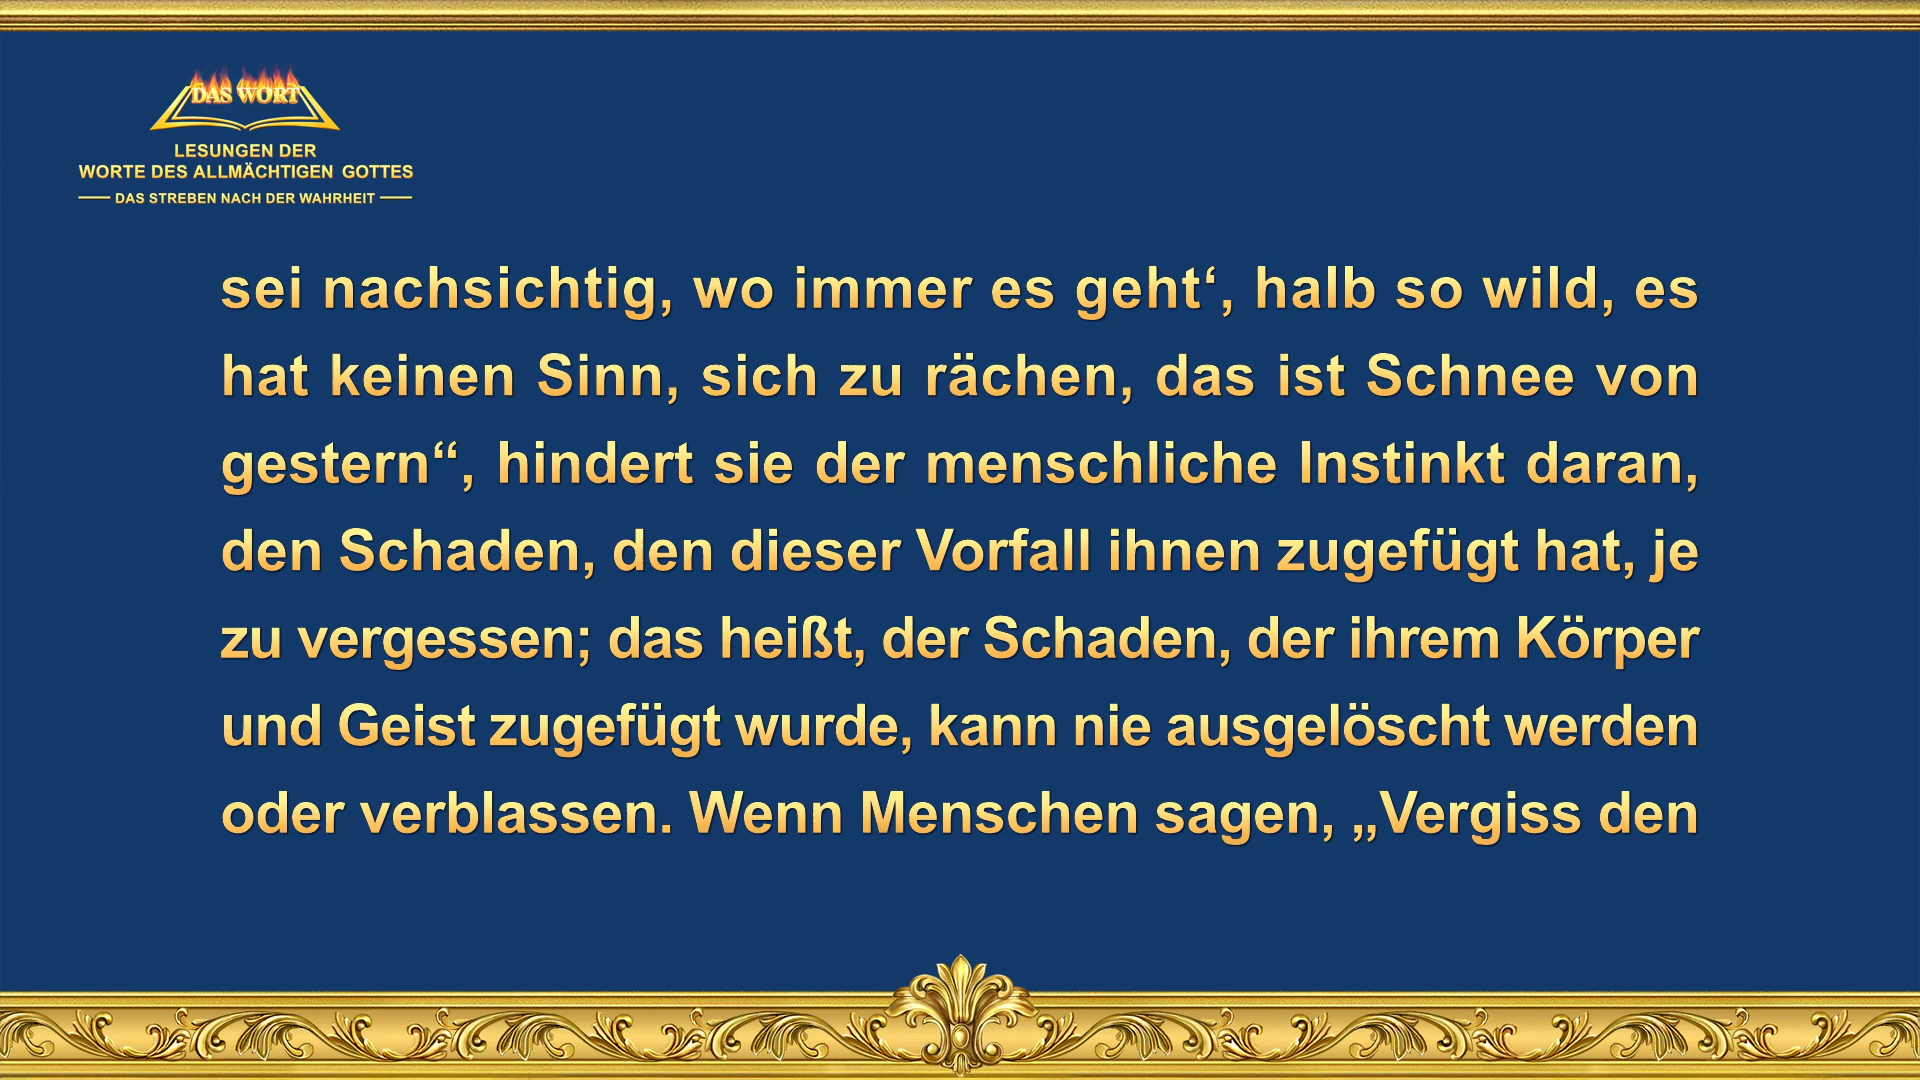 DAS WORT
LESUNGEN DER
WORTE DES ALLMÄCHTIGEN GOTTES
DAS STREBEN NACH DER WAHRHEIT
sei nachsichtig, wo immer es geht‘, halb so wild, es
hat keinen Sinn, sich zu rächen, das ist Schnee von
gestern“, hindert sie der menschliche Instinkt daran,
den Schaden, den dieser Vorfall ihnen zugefügt hat, je
zu vergessen; das heißt, der Schaden, der ihrem Körper
und Geist zugefügt wurde, kann nie ausgelöscht werden
oder verblassen. Wenn Menschen sagen, „Vergiss den